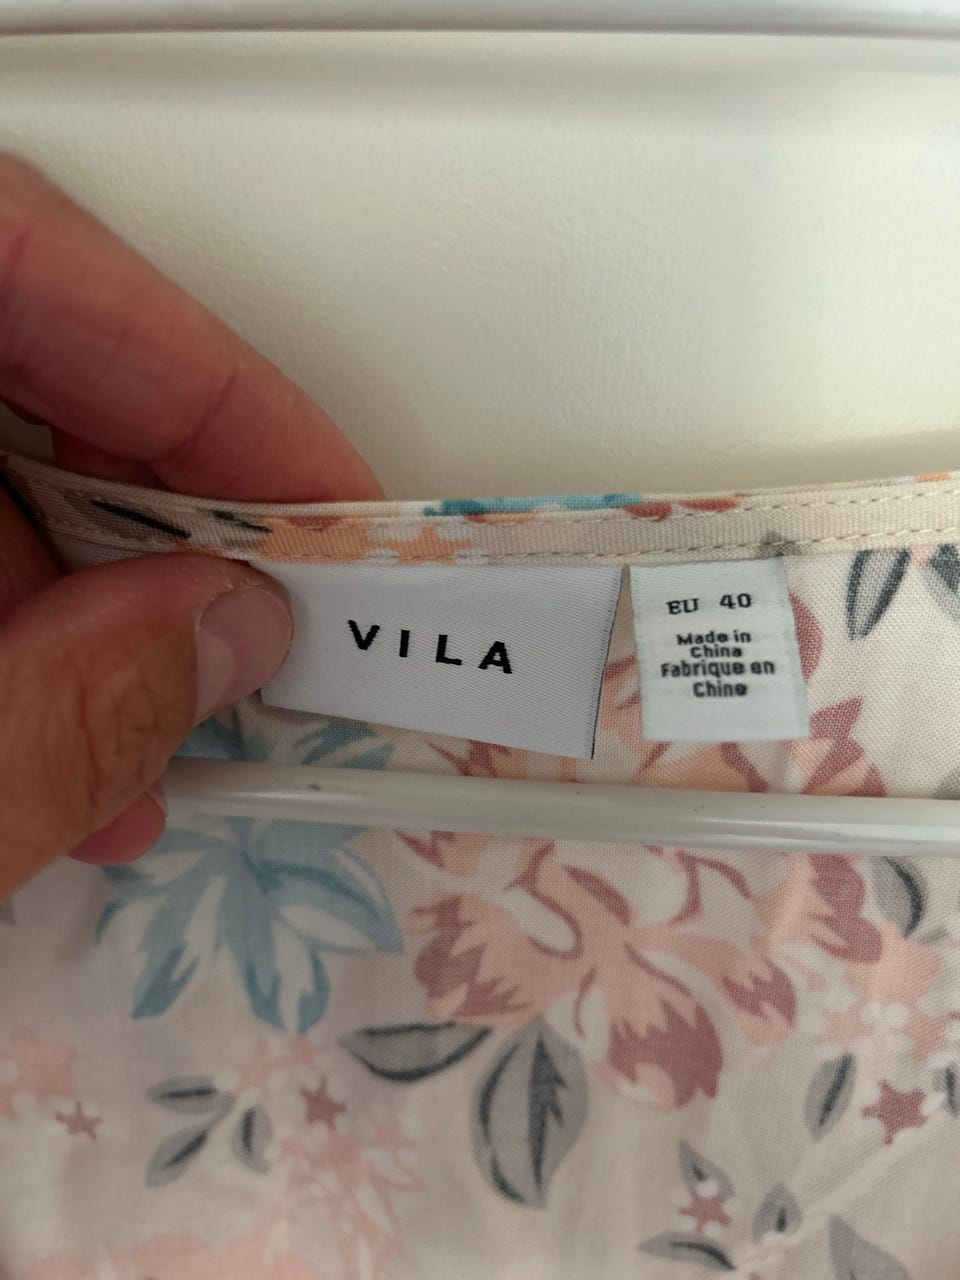 VILA
EU 40
Made in
China
Fabrique en
Chine